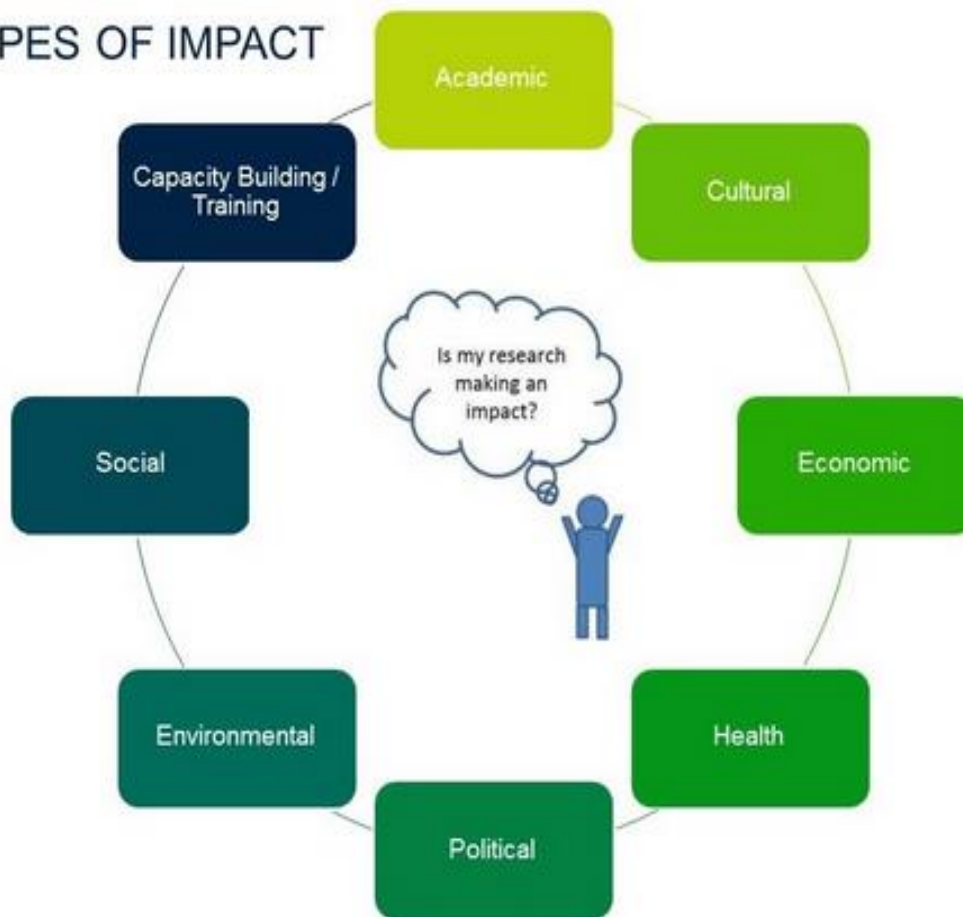 PES OF IMPACT
Academic
Cultural
Economic
Health
Political
Environmental
Social
Capacity Building /
Training
Is my research
making an
impact?